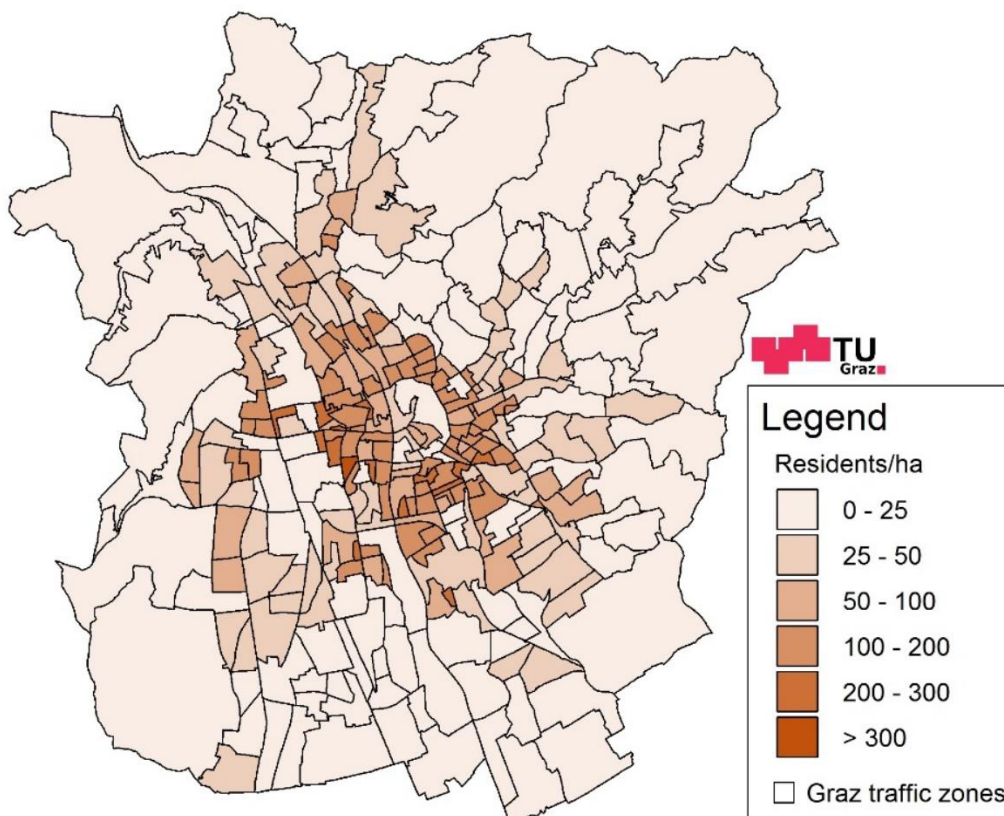 TU
Graz
Legend
Residents/ha
0 - 25
25 - 50
50 - 100
100 - 200
200 - 300
> 300
Graz traffic zones